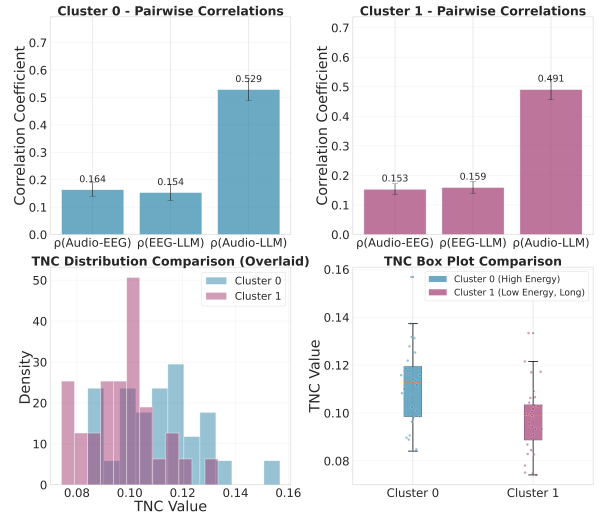 Cluster 0 - Pairwise Correlations
Correlation Coefficient
0.7
0.6
0.5
0.4
0.3
0.2
0.1
0.0
0.164
0.154
0.529
ρ(Audio-EEG) ρ(EEG-LLM) ρ(Audio-LLM)
Cluster 1 - Pairwise Correlations
Correlation Coefficient
0.7
0.6
0.5
0.4
0.3
0.2
0.1
0.0
0.153
0.159
0.491
ρ(Audio-EEG) ρ(EEG-LLM) ρ(Audio-LLM)
TNC Distribution Comparison (Overlaid)
Cluster 0
Cluster 1
Density
50
40
30
20
10
0
0.08 0.10 0.12 0.14 0.16
TNC Value
TNC Box Plot Comparison
Cluster 0 (High Energy)
Cluster 1 (Low Energy, Long)
TNC Value
0.16
0.14
0.12
0.10
0.08
Cluster 0 Cluster 1